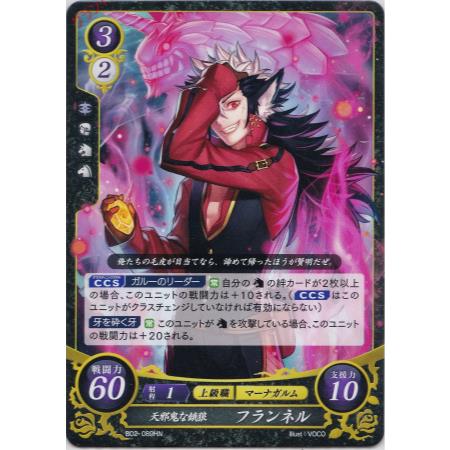 3
2
俺たちの毛皮が目当てなら、諦めて帰ったほうが賢明だぜ。
CCS ガルーのリーダー 常 自分の の絆カードが2枚以上
の場合、このユニットの戦闘力は+10される。(CCSはこの
ユニットがクラスチェンジしていなければ有効にならない)
牙を砕く牙 常 このユニットが を攻撃している場合、このユニット
の戦闘力は+20される。
戦闘力
60
射程 1 上級職 マーナガルム
支援力
10
天邪鬼な餓狼 フランネル
B02-089HN
Illust:VOCO